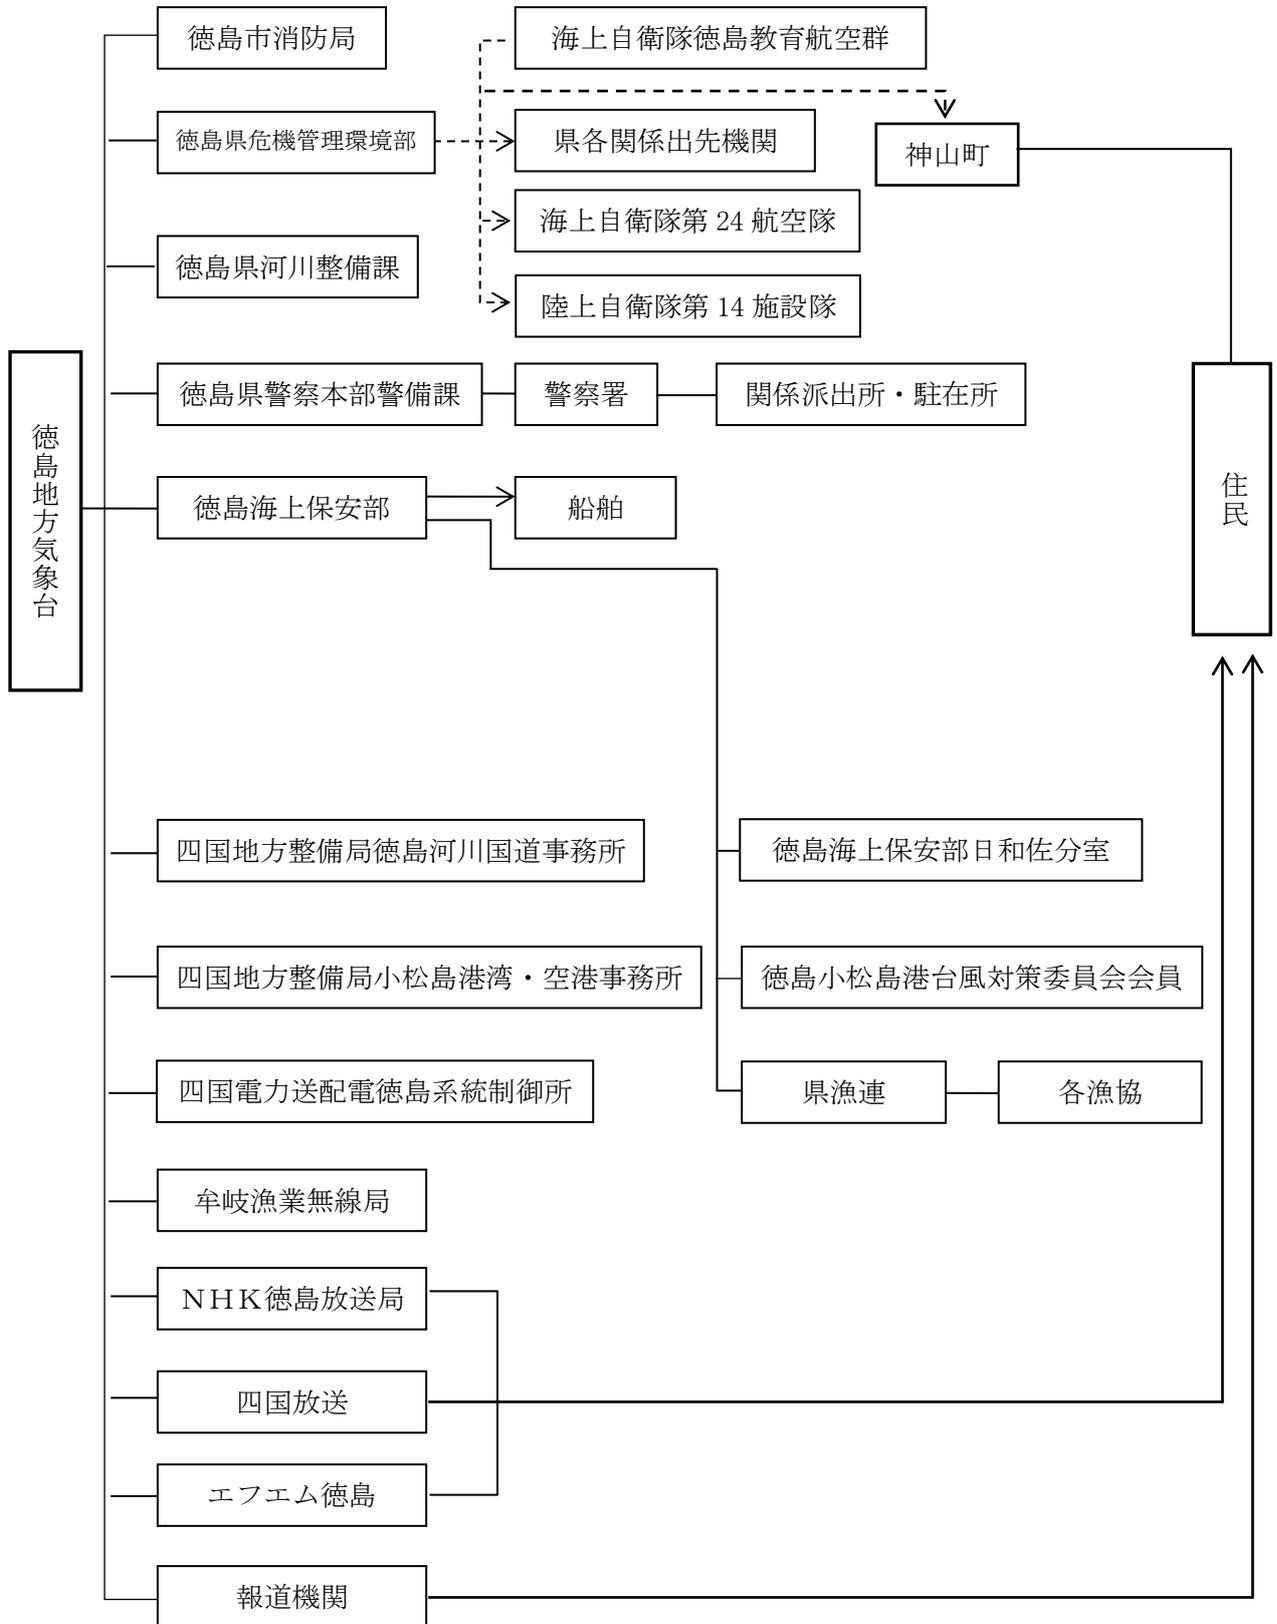 徳島市消防局
海上自衛隊徳島教育航空群
徳島県危機管理環境部
県各関係出先機関
神山町
海上自衛隊第 24 航空隊
徳島県河川整備課
陸上自衛隊第 14 施設隊
徳島県警察本部警備課
警察署
関係派出所・駐在所
徳島地方気象台
住民
徳島海上保安部
船舶
四国地方整備局徳島河川国道事務所
徳島海上保安部日和佐分室
四国地方整備局小松島港湾・空港事務所
徳島小松島港台風対策委員会会員
四国電力送配電徳島系統制御所
県漁連
各漁協
牟岐漁業無線局
ＮＨＫ徳島放送局
四国放送
エフエム徳島
報道機関